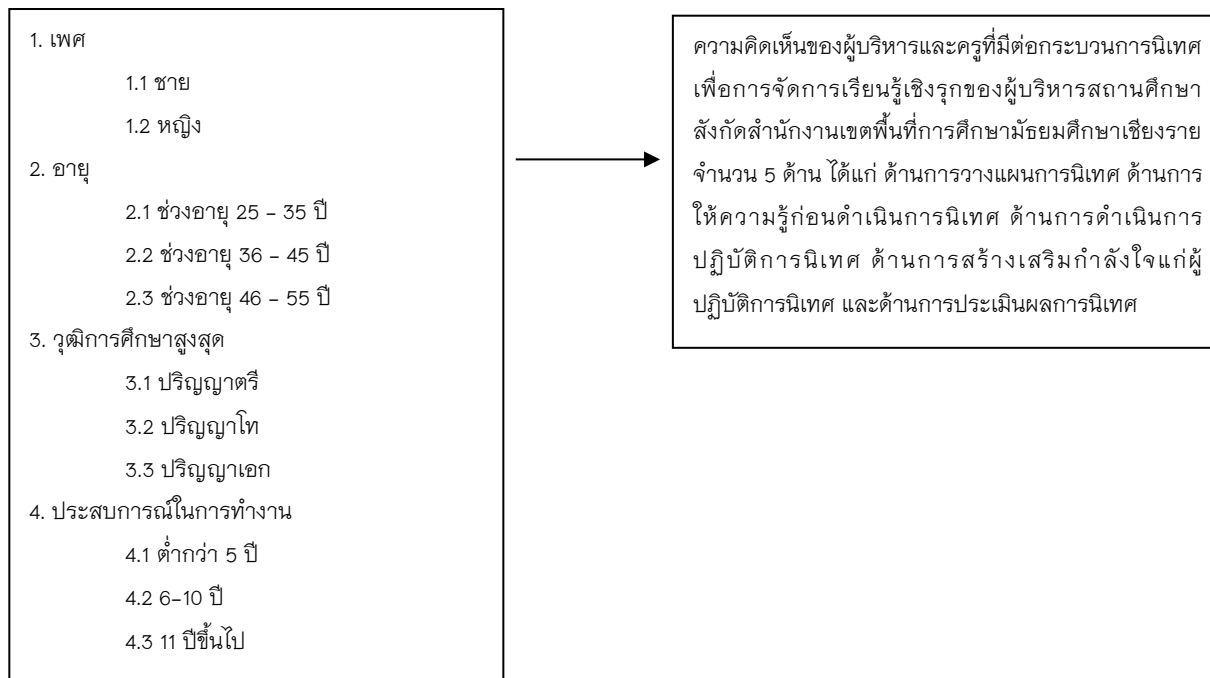 1. เพศ
1.1 ชาย
1.2 หญิง
2. อายุ
2.1 ช่วงอายุ 25 – 35 ปี
2.2 ช่วงอายุ 36 – 45 ปี
2.3 ช่วงอายุ 46 – 55 ปี
3. วุฒิการศึกษาสูงสุด
3.1 ปริญญาตรี
3.2 ปริญญาโท
3.3 ปริญญาเอก
4. ประสบการณ์ในการทำงาน
4.1 ต่ำกว่า 5 ปี
4.2 6–10 ปี
4.3 11 ปีขึ้นไป
ความคิดเห็นของผู้บริหารและครูที่มีต่อกระบวนการนิเทศ
เพื่อการจัดการเรียนรู้เชิงรุกของผู้บริหารสถานศึกษา
สังกัดสำนักงานเขตพื้นที่การศึกษามัธยมศึกษาเชียงราย
จำนวน 5 ด้าน ได้แก่ ด้านการวางแผนการนิเทศ ด้านการ
ให้ความรู้ก่อนดำเนินการนิเทศ ด้านการดำเนินการ
ปฏิบัติการนิเทศ ด้านการสร้างเสริมกำลังใจแก่ผู้
ปฏิบัติการนิเทศ และด้านการประเมินผลการนิเทศ